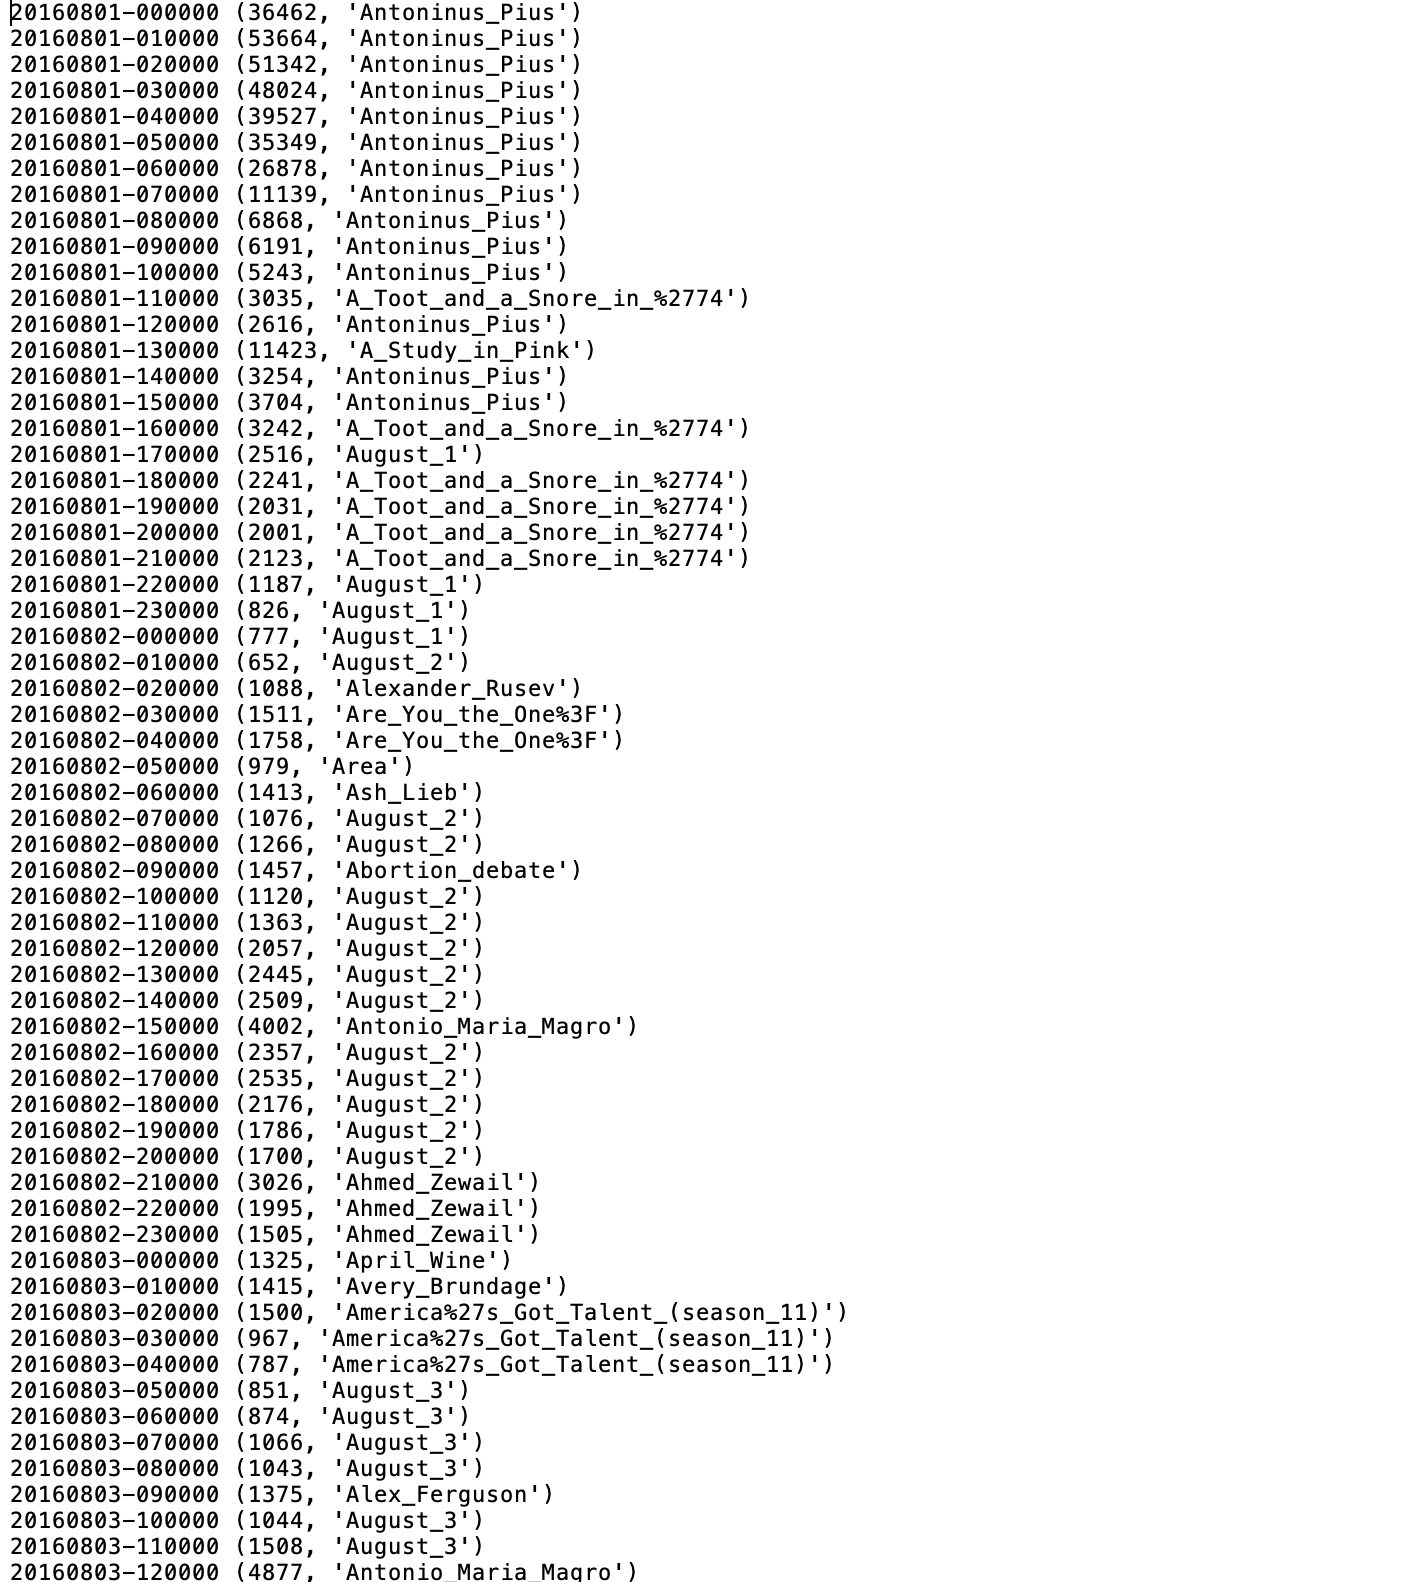 20160801-000000 (36462, 'Antoninus_Pius')
20160801-010000 (53664, 'Antoninus_Pius')
20160801-020000 (51342, 'Antoninus_Pius')
20160801-030000 (48024, 'Antoninus_Pius')
20160801-040000 (39527, 'Antoninus_Pius')
20160801-050000 (35349, 'Antoninus_Pius')
20160801-060000 (26878, 'Antoninus_Pius')
20160801-070000 (11139, 'Antoninus_Pius')
20160801-080000 (6868, 'Antoninus_Pius')
20160801-090000 (6191, 'Antoninus_Pius')
20160801-100000 (5243, 'Antoninus_Pius')
20160801-110000 (3035, 'A_Toot_and_a_Snore_in_%2774')
20160801-120000 (2616, 'Antoninus_Pius')
20160801-130000 (11423, 'A_Study_in_Pink')
20160801-140000 (3254, 'Antoninus_Pius')
20160801-150000 (3704, 'Antoninus_Pius')
20160801-160000 (3242, 'A_Toot_and_a_Snore_in_%2774')
20160801-170000 (2516, 'August_1')
20160801-180000 (2241, 'A_Toot_and_a_Snore_in_%2774')
20160801-190000 (2031, 'A_Toot_and_a_Snore_in_%2774')
20160801-200000 (2001, 'A_Toot_and_a_Snore_in_%2774')
20160801-210000 (2123, 'A_Toot_and_a_Snore_in_%2774')
20160801-220000 (1187, 'August_1')
20160801-230000 (826, 'August_1')
20160802-000000 (777, 'August_1')
20160802-010000 (652, 'August_2')
20160802-020000 (1088, 'Alexander_Rusev')
20160802-030000 (1511, 'Are_You_the_One%3F')
20160802-040000 (1758, 'Are_You_the_One%3F')
20160802-050000 (979, 'Area')
20160802-060000 (1413, 'Ash_Lieb')
20160802-070000 (1076, 'August_2')
20160802-080000 (1266, 'August_2')
20160802-090000 (1457, 'Abortion_debate')
20160802-100000 (1120, 'August_2')
20160802-110000 (1363, 'August_2')
20160802-120000 (2057, 'August_2')
20160802-130000 (2445, 'August_2')
20160802-140000 (2509, 'August_2')
20160802-150000 (4002, 'Antonio_Maria_Magro')
20160802-160000 (2357, 'August_2')
20160802-170000 (2535, 'August_2')
20160802-180000 (2176, 'August_2')
20160802-190000 (1786, 'August_2')
20160802-200000 (1700, 'August_2')
20160802-210000 (3026, 'Ahmed_Zewail')
20160802-220000 (1995, 'Ahmed_Zewail')
20160802-230000 (1505, 'Ahmed_Zewail')
20160803-000000 (1325, 'April_Wine')
20160803-010000 (1415, 'Avery_Brundage')
20160803-020000 (1500, 'America%27s_Got_Talent_(season_11)')
20160803-030000 (967, 'America%27s_Got_Talent_(season_11)')
20160803-040000 (787, 'America%27s_Got_Talent_(season_11)')
20160803-050000 (851, 'August_3')
20160803-060000 (874, 'August_3')
20160803-070000 (1066, 'August_3')
20160803-080000 (1043, 'August_3')
20160803-090000 (1375, 'Alex_Ferguson')
20160803-100000 (1044, 'August_3')
20160803-110000 (1508, 'August_3')
20160803-120000 (4877, 'Antonio_Maria_Magro')